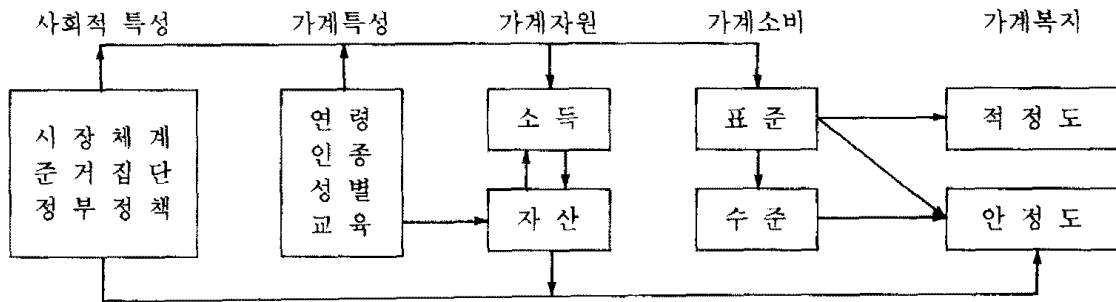 사회적 특성
가계특성
가계자원
가계소비
가계복지
시 장 체 계
준 거 집 단
정 부 정 책
연 령
인 종
성 별
교 육
소 득
자 산
표 준
수 준
적 정 도
안 정 도